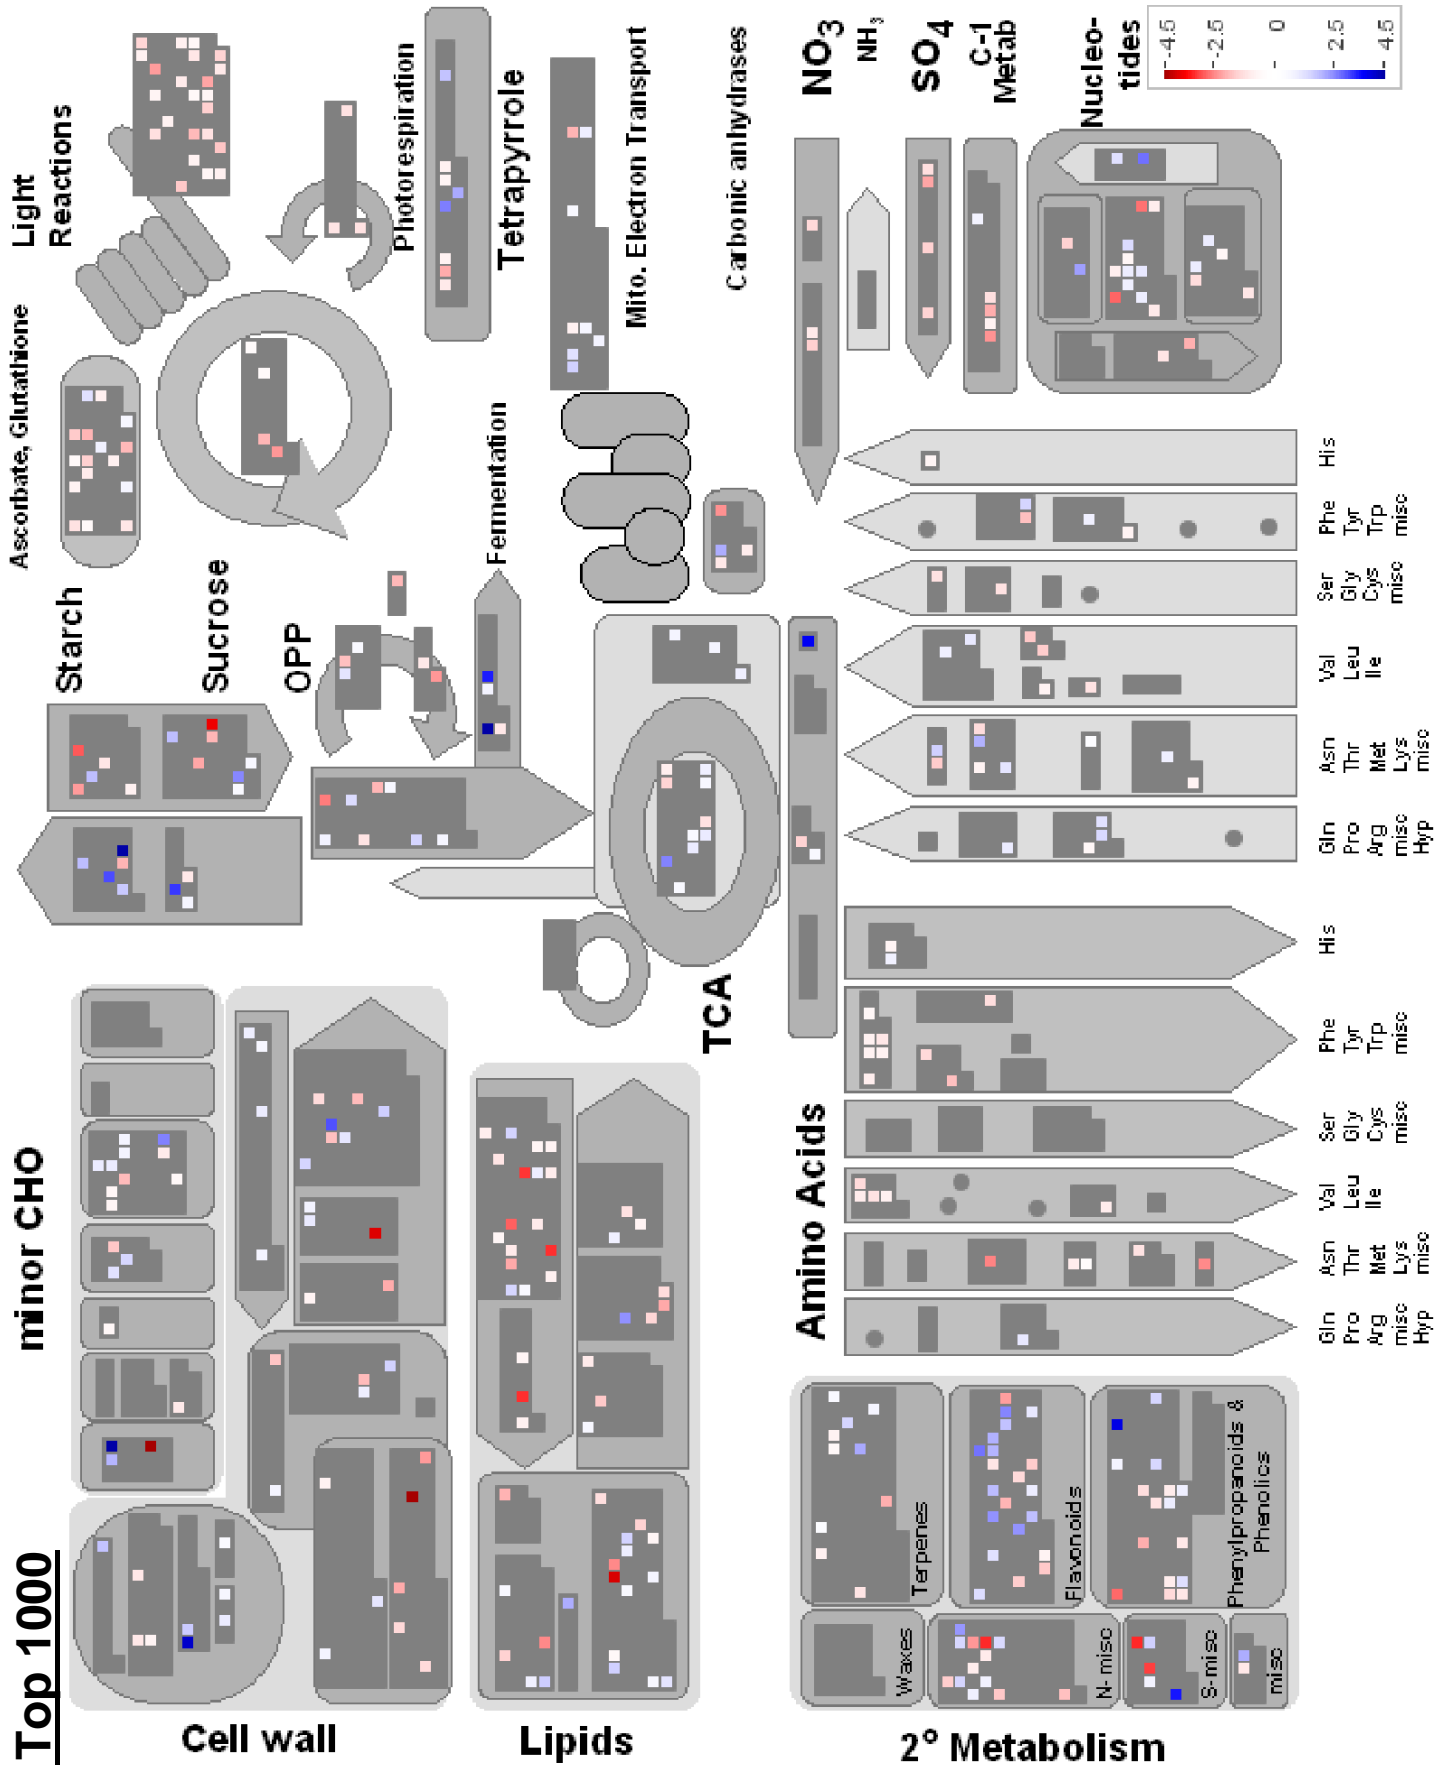 Top 1000
minor CHO
Starch
Sucrose
OPP
Ascorbate, Glutathione
Light
Reactions
Photorespiration
Tetrapyrrole
Fermentation
Mito. Electron Transport
Carbonic anhydrases
NO3
NH3
SO4
C-1
Metab
Nucleo-
tides
-4.5
-2.5
0
2.5
4.5
Cell wall
Lipids
TCA
Amino Acids
His
Phe
Tyr
Trp
misc
Ser
Gly
Cys
misc
Val
Leu
Ile
Asn
Thr
Met
Lys
misc
Gln
Pro
Arg
misc
Hyp
His
Phe
Tyr
Trp
misc
Ser
Gly
Cys
misc
Val
Leu
Ile
Asn
Thr
Met
Lys
misc
Gln
Pro
Arg
misc
Hyp
2° Metabolism
Terpenes
Flavonoids
Phenylpropanoids &
Phenolics
Waxes
N-misc
S-misc
misc